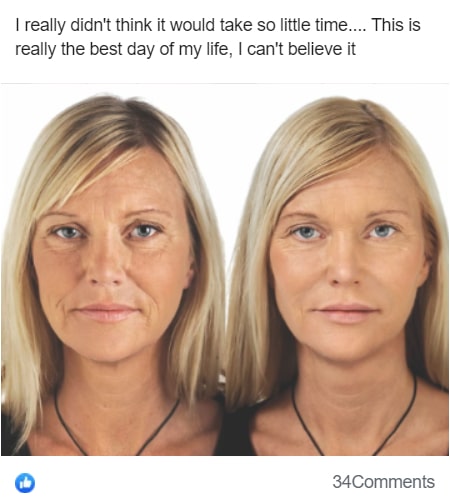 I really didn't think it would take so little time.... This is
really the best day of my life, I can't believe it
34Comments